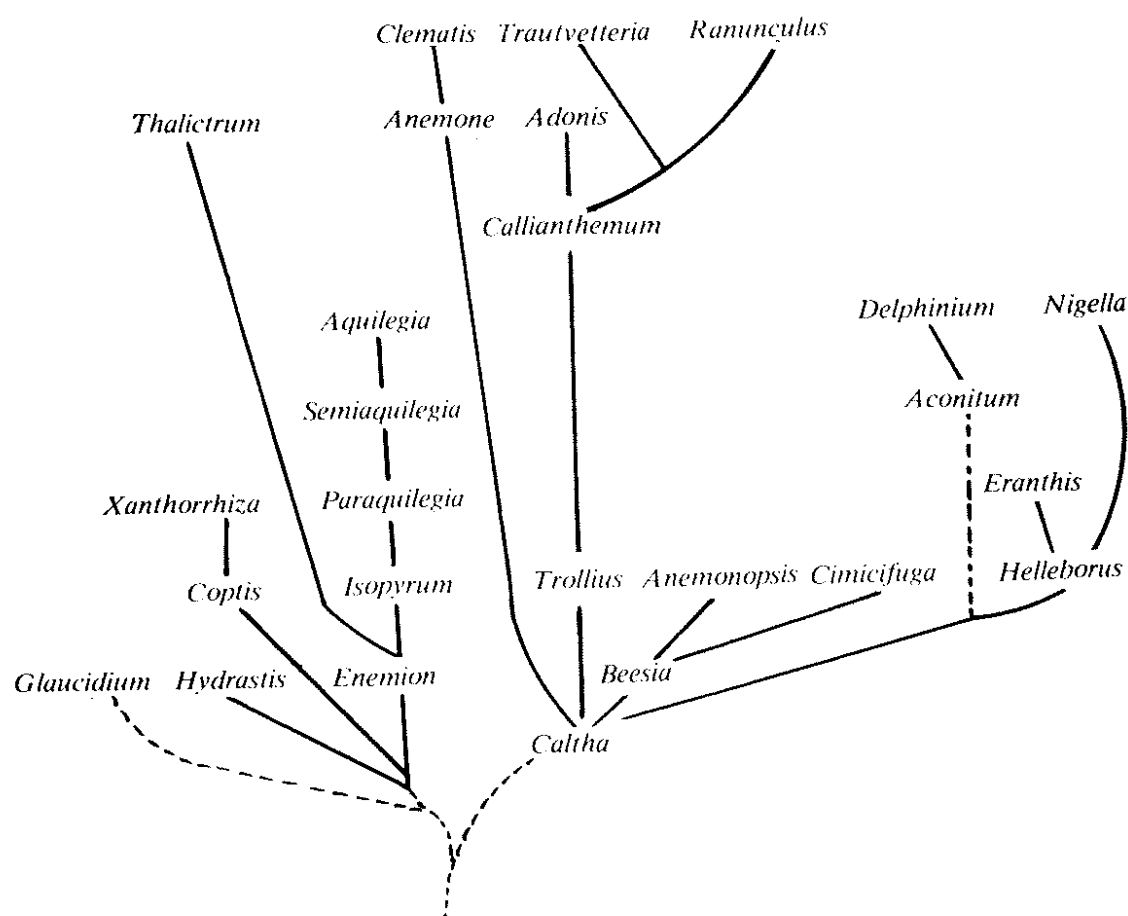 Clematis Trautvetteria Ranunculus
Thalictrum Anemone Adonis
Callianthemum
Delphinium Nigella
Aquilegia
Aconitum
Semiaquilegia
Eranthis
Xanthorrhiza Paraquilegia
Coptis Isopyrum Trollius Anemonopsis Cimicifuga Helleborus
Glaucidium Hydrastis Enemion Beesia
Caltha